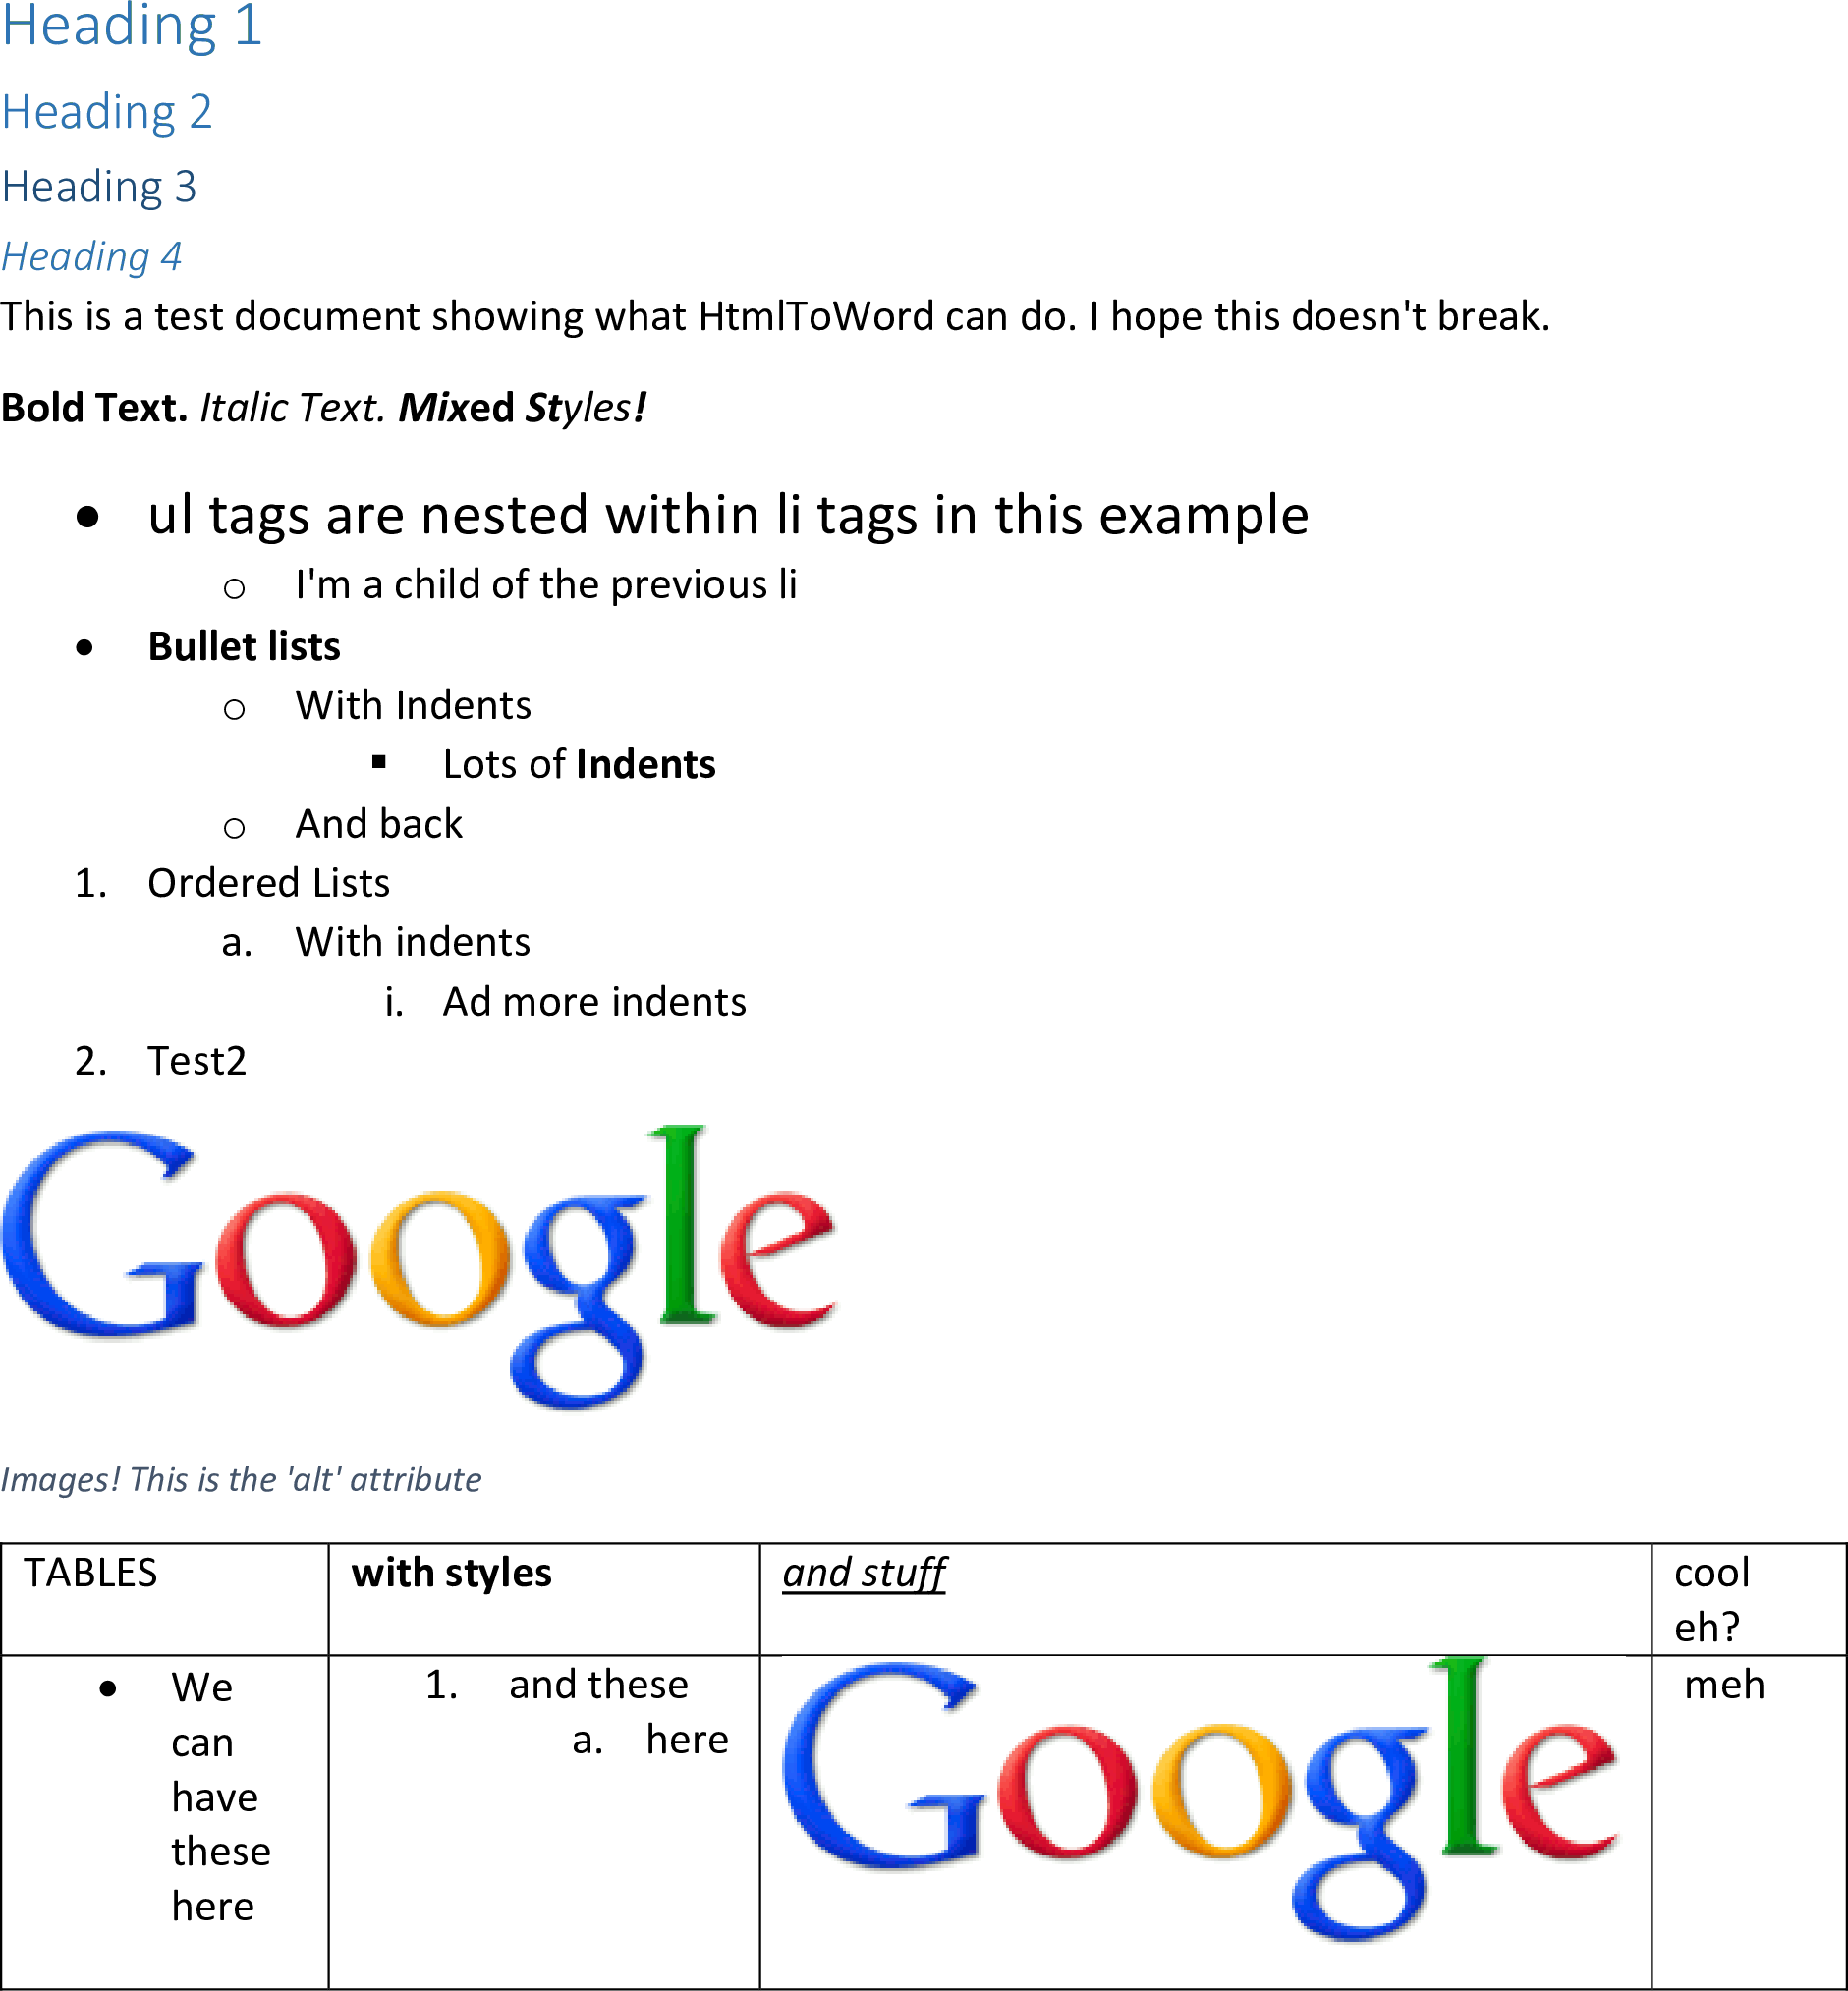 Heading 1
Heading 2
Heading 3
Heading 4
This is a test document showing what HtmlToWord can do. I hope this doesn't break.
Bold Text. Italic Text. Mixed Styles!
• ul tags are nested within li tags in this example
o I'm a child of the previous li
• Bullet lists
o With Indents
▪ Lots of Indents
o And back
1. Ordered Lists
a. With indents
i. Ad more indents
2. Test2
Google
Images! This is the 'alt' attribute
TABLES
with styles
and stuff
cool
eh?
• We
can
have
these
here
1. and these
a. here
Google
meh